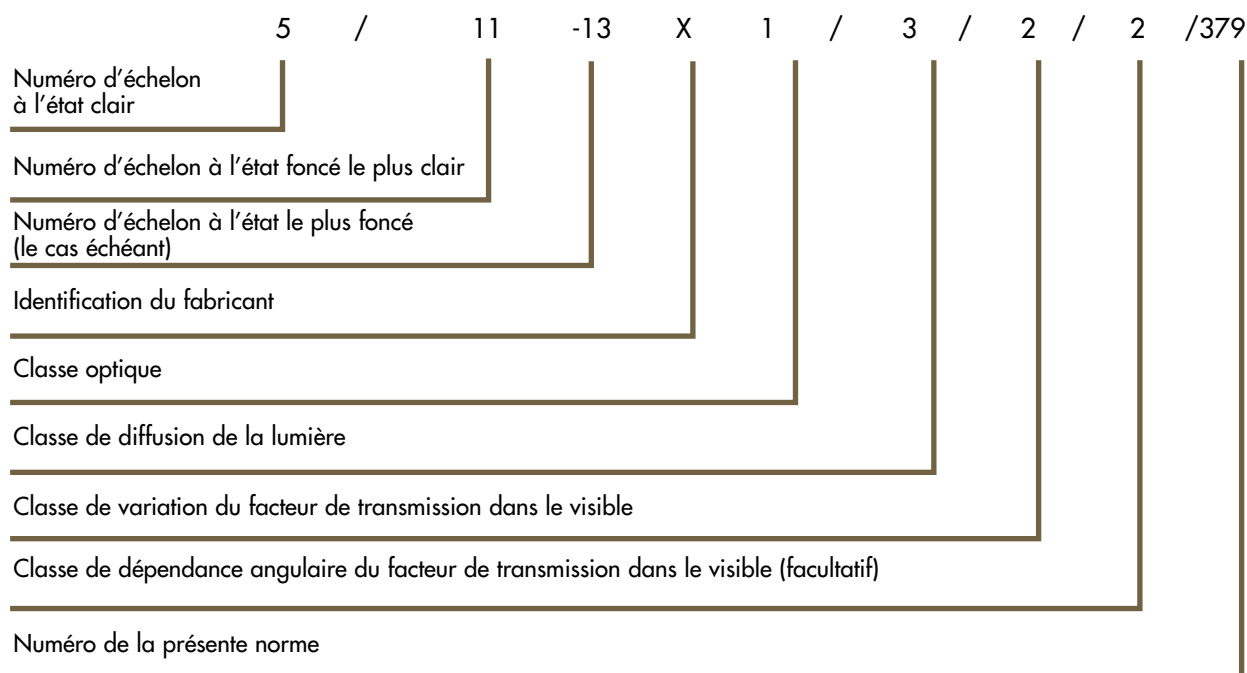 5 / 11 -13 X 1 / 3 / 2 / 2 /379
Numéro d’échelon
à l’état clair
Numéro d’échelon à l’état foncé le plus clair
Numéro d’échelon à l’état le plus foncé
(le cas échéant)
Identification du fabricant
Classe optique
Classe de diffusion de la lumière
Classe de variation du facteur de transmission dans le visible
Classe de dépendance angulaire du facteur de transmission dans le visible (facultatif)
Numéro de la présente norme